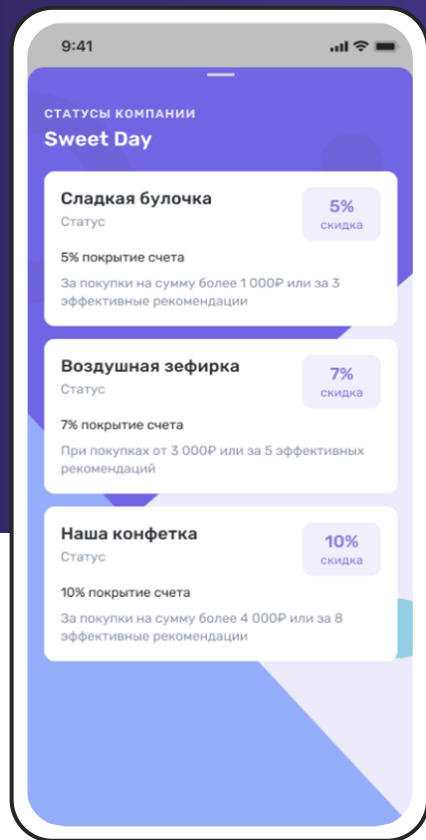 9:41
СТАТУСЫ КОМПАНИИ
Sweet Day
Сладкая булочка
Статус
5%
скидка
5% покрытие счета
За покупки на сумму более 1 000₽ или за 3
эффективные рекомендации
Воздушная зефирка
Статус
7%
скидка
7% покрытие счета
При покупках от 3 000₽ или за 5 эффективных
рекомендаций
Наша конфетка
Статус
10%
скидка
10% покрытие счета
За покупки на сумму более 4 000₽ или за 8
эффективные рекомендации